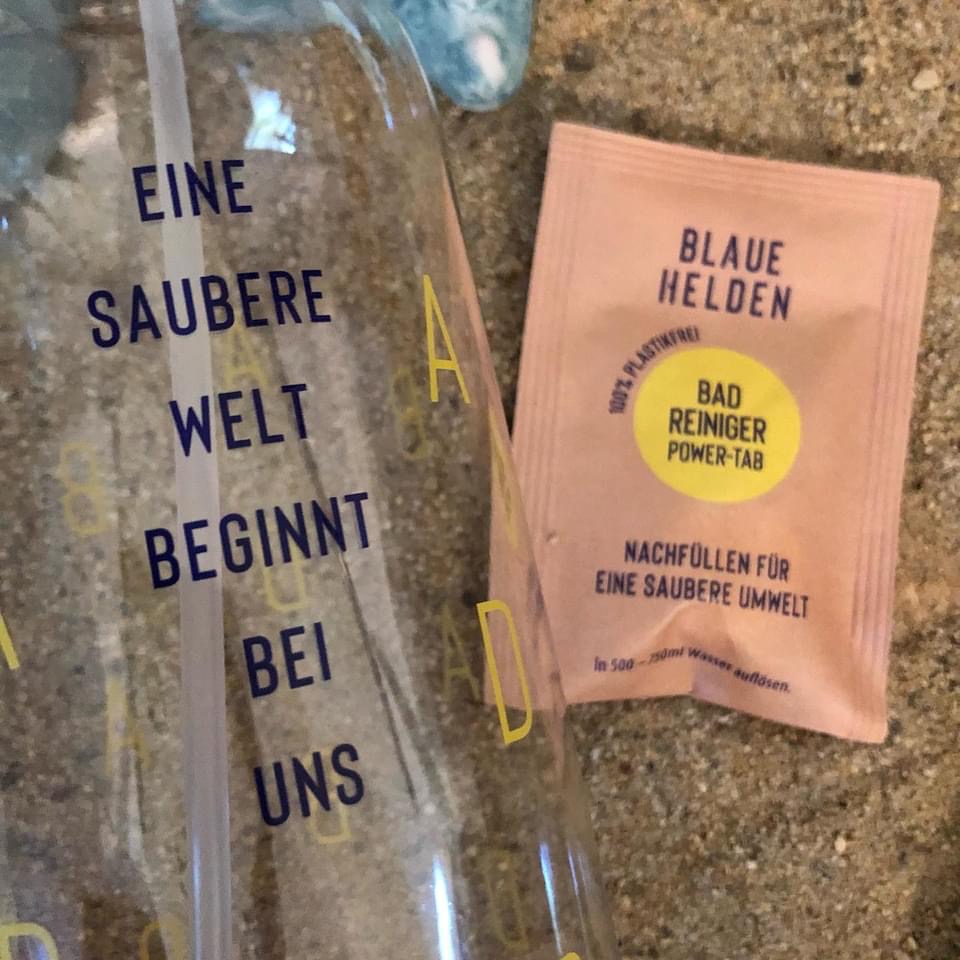 EINE
SAUBERE
WELT
BEGINNT
BEI
UNS
BLAUE
HELDEN
100% PLASTIKFREI
BAD
REINIGER
POWER-TAB
NACHFÜLLEN FÜR
EINE SAUBERE UMWELT
in 500 – 750ml Wasser auflösen.
A
D